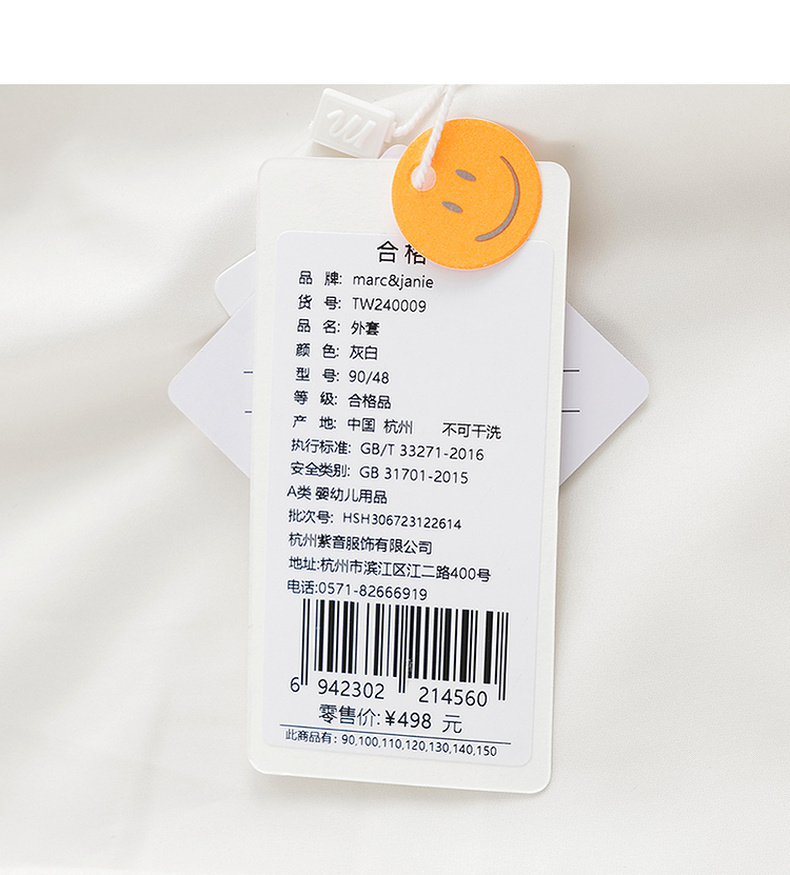 合格
品 牌: marc&janie
货 号: TW240009
品 名: 外套
颜 色: 灰白
型 号: 90/48
等 级: 合格品
产 地: 中国 杭州 不可干洗
执行标准: GB/T 33271-2016
安全类别: GB 31701-2015
A类 婴幼儿用品
批次号: HSH306723122614
杭州紫音服饰有限公司
地址:杭州市滨江区江二路400号
电话:0571-82666919
6 942302 214560
零售价:¥498 元
此商品有: 90,100,110,120,130,140,150